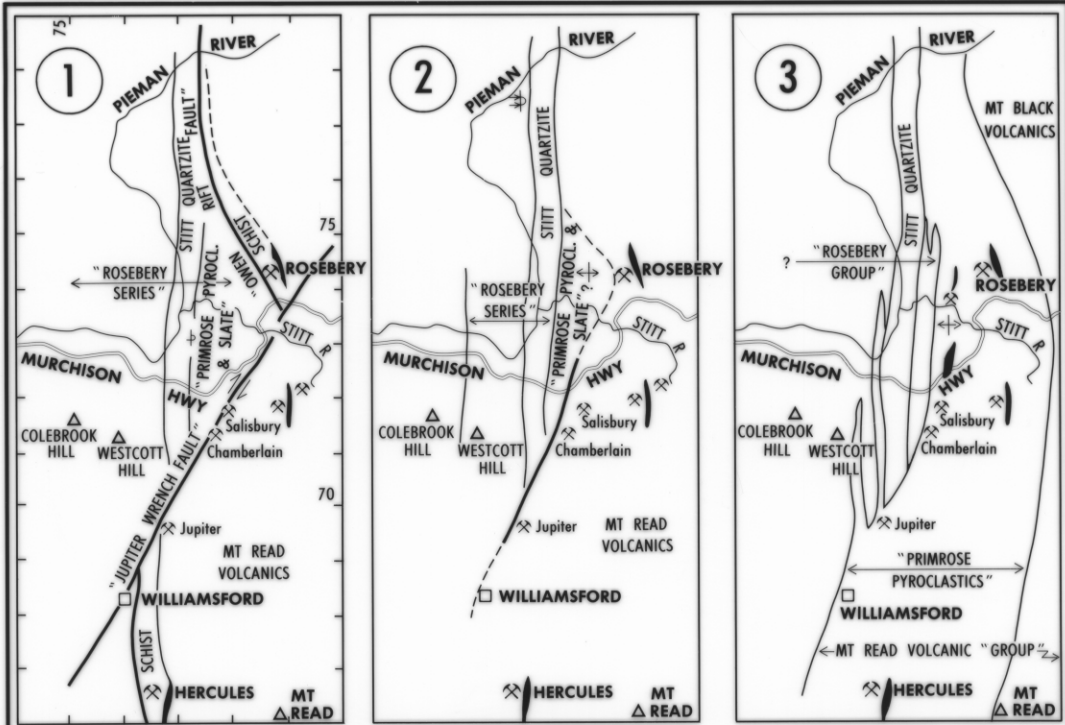 1
75
RIVER
PIEMAN
STITT QUARTZITE
RIFT FAULT"
"OWEN
SCHIST
75
"ROSEBERY
SERIES"
"PRIMROSE PYROCL.
& SLATE"
ROSEBERY
STITT R
MURCHISON
HWY
COLEBROOK
HILL
WESTCOTT
HILL
Salisbury
Chamberlain
70
"JUPITER WRENCH FAULT"
Jupiter
MT READ
VOLCANICS
WILLIAMSFORD
SCHIST
HERCULES
MT
READ
2
RIVER
PIEMAN
STITT QUARTZITE
"ROSEBERY
SERIES"
"PRIMROSE PYROCL. &
SLATE"
?
ROSEBERY
STITT R
MURCHISON
HWY
COLEBROOK
HILL
WESTCOTT
HILL
Salisbury
Chamberlain
Jupiter
MT READ
VOLCANICS
WILLIAMSFORD
HERCULES
MT
READ
3
RIVER
PIEMAN
MT BLACK
VOLCANICS
STITT QUARTZITE
?
"ROSEBERY
GROUP"
ROSEBERY
STITT R
MURCHISON
HWY
COLEBROOK
HILL
WESTCOTT
HILL
Salisbury
Chamberlain
Jupiter
"PRIMROSE
PYROCLASTICS"
WILLIAMSFORD
MT READ VOLCANIC "GROUP"
HERCULES
MT
READ